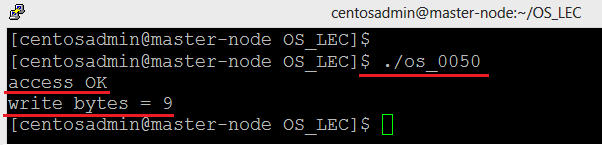 centosadmin@master-node:~/OS_LEC
[centosadmin@master-node OS_LEC]$
[centosadmin@master-node OS_LEC]$ ./os_0050
access OK
write bytes = 9
[centosadmin@master-node OS_LEC]$